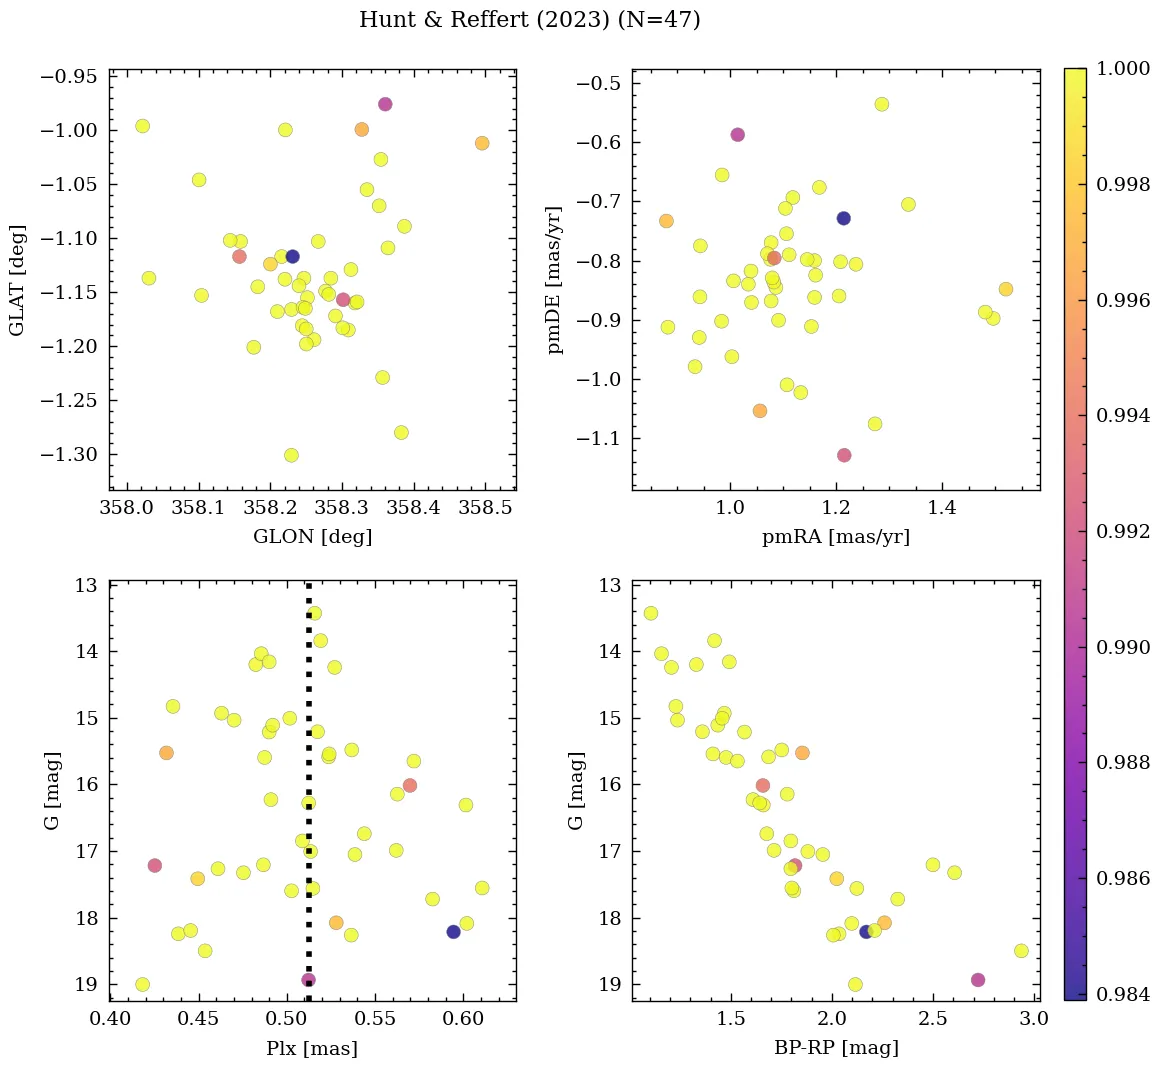 Hunt & Reffert (2023) (N=47)
−0.95
−1.00
−1.05
−1.10
−1.15
−1.20
−1.25
−1.30
GLAT [deg]
358.0 358.1 358.2 358.3 358.4 358.5
GLON [deg]
−0.5
−0.6
−0.7
−0.8
−0.9
−1.0
−1.1
pmDE [mas/yr]
1.0 1.2 1.4
pmRA [mas/yr]
1.000
0.998
0.996
0.994
0.992
0.990
0.988
0.986
0.984
13
14
15
16
17
18
19
G [mag]
0.40 0.45 0.50 0.55 0.60
Plx [mas]
13
14
15
16
17
18
19
G [mag]
1.5 2.0 2.5 3.0
BP-RP [mag]